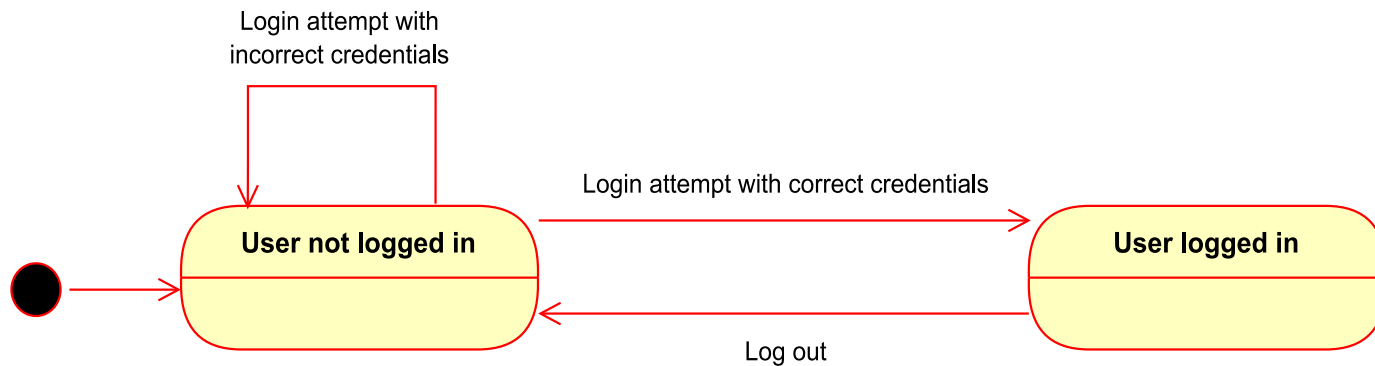 Login attempt with
incorrect credentials
Login attempt with correct credentials
User not logged in
User logged in
Log out